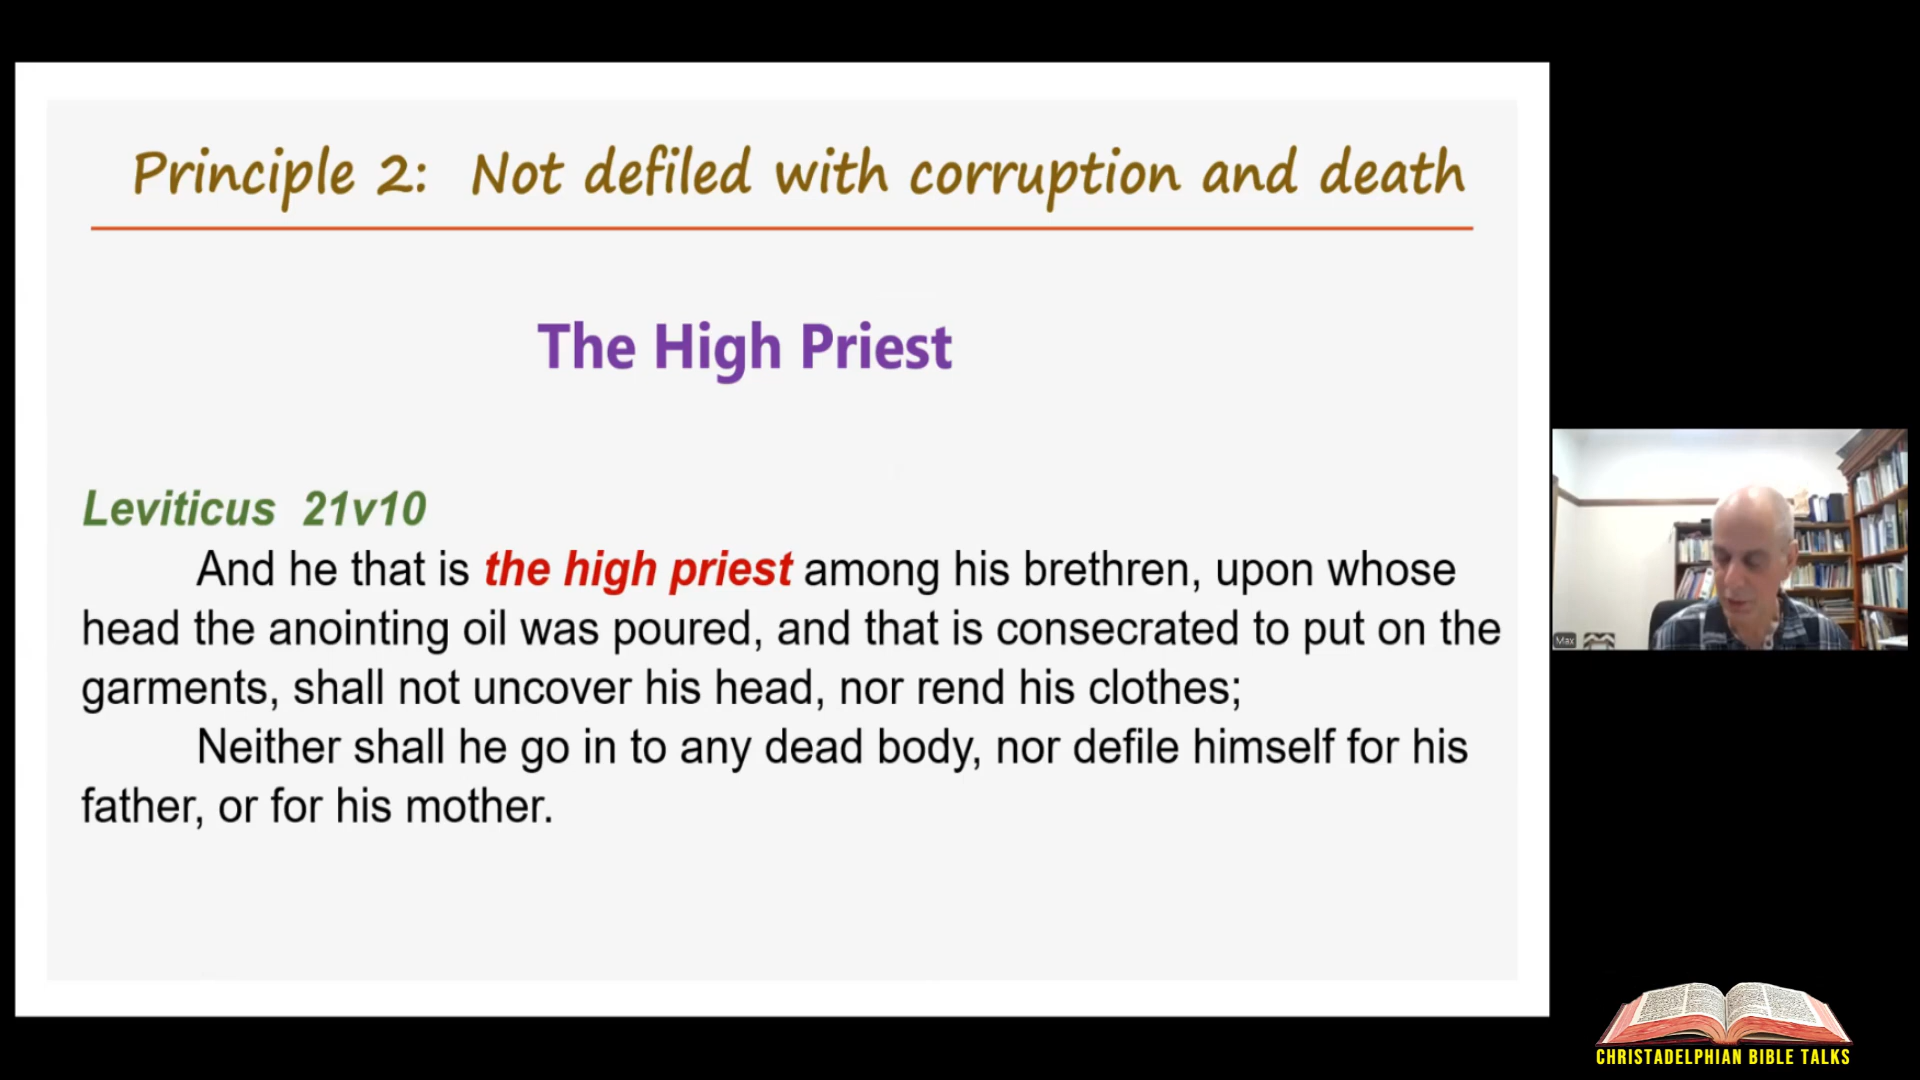 Principle 2: Not defiled with corruption and death
The High Priest
Leviticus 21v10
And he that is the high priest among his brethren, upon whose
head the anointing oil was poured, and that is consecrated to put on the
garments, shall not uncover his head, nor rend his clothes;
Neither shall he go in to any dead body, nor defile himself for his
father, or for his mother.
Max
CHRISTADELPHIAN BIBLE TALKS